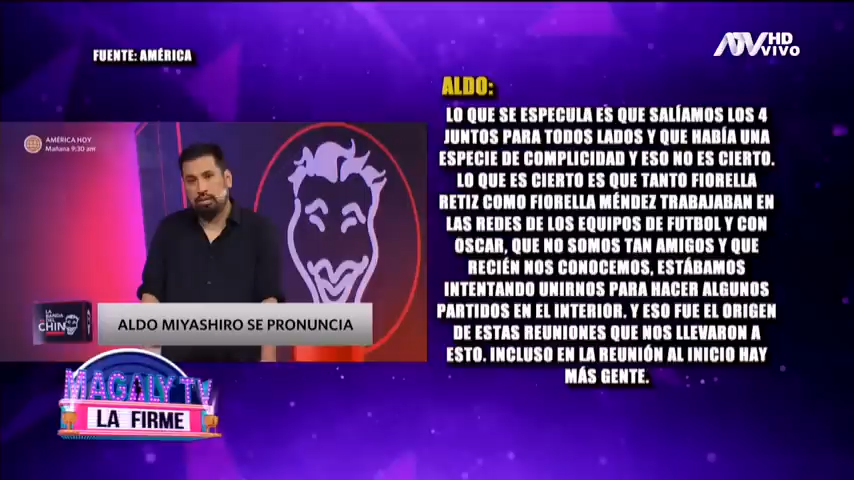 FUENTE: AMÉRICA
ATV HD
VIVO
ALDO:
LO QUE SE ESPECULA ES QUE SALÍAMOS LOS 4
JUNTOS PARA TODOS LADOS Y QUE HABÍA UNA
ESPECIE DE COMPLICIDAD Y ESO NO ES CIERTO.
LO QUE ES CIERTO ES QUE TANTO FIORELLA
RETIZ COMO FIORELLA MÉNDEZ TRABAJABAN EN
LAS REDES DE LOS EQUIPOS DE FUTBOL Y CON
OSCAR, QUE NO SOMOS TAN AMIGOS Y QUE
RECIÉN NOS CONOCEMOS, ESTÁBAMOS
INTENTANDO UNIRNOS PARA HACER ALGUNOS
PARTIDOS EN EL INTERIOR. Y ESO FUE EL ORIGEN
DE ESTAS REUNIONES QUE NOS LLEVARON A
ESTO. INCLUSO EN LA REUNIÓN AL INICIO HAY
MÁS GENTE.
AMÉRICA HOY
Mañana 9:30 am
LA
BANDA
DEL
CHINO
ALDO MIYASHIRO SE PRONUNCIA
MAGALY TV
LA FIRME